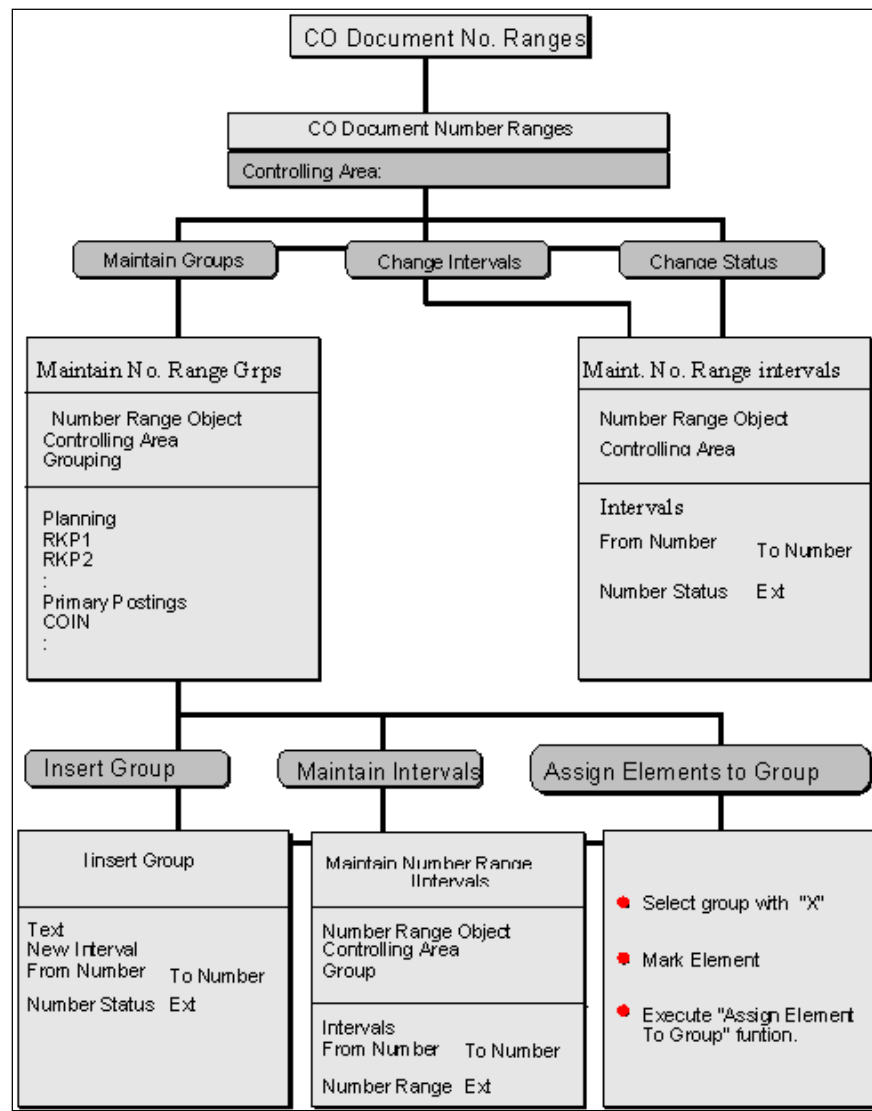 CO Document No. Ranges
CO Document Number Ranges
Controlling Area:
Maintain Groups
Change Intervals
Change Status
Maintain No. Range Grps
Number Range Object
Controlling Area
Grouping
Planning
RKP1
RKP2
:
Primary Postings
COIN
:
Maint. No. Range intervals
Number Range Object
Controlling Area
Intervals
From Number To Number
Number Status Ext
Insert Group
Maintain Intervals
Assign Elements to Group
Iinsert Group
Text
New Interval
From Number To Number
Number Status Ext
Maintain Number Range
IIntervals
Number Range Object
Controlling Area
Group
Intervals
From Number To Number
Number Range Ext
Select group with "X"
Mark Element
Execute "Assign Element
To Group" funtion.